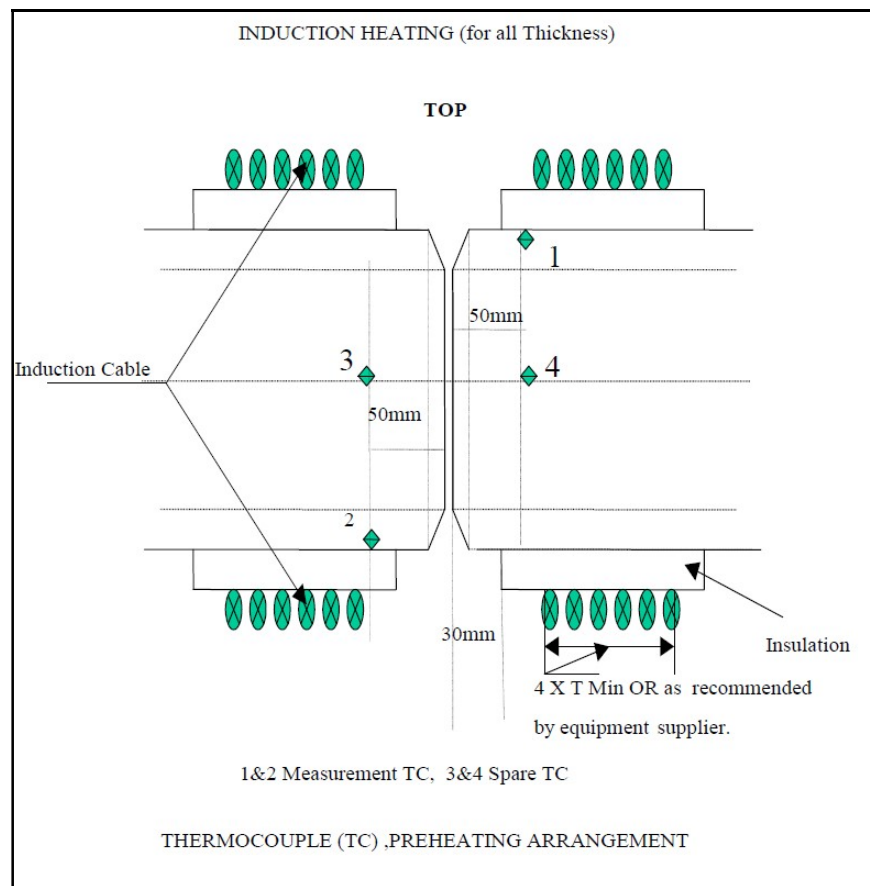 INDUCTION HEATING (for all Thickness)
TOP
1
50mm
3
4
Induction Cable
50mm
2
30mm
Insulation
4 X T Min OR as recommended
by equipment supplier.
1&2 Measurement TC, 3&4 Spare TC
THERMOCOUPLE (TC) ,PREHEATING ARRANGEMENT